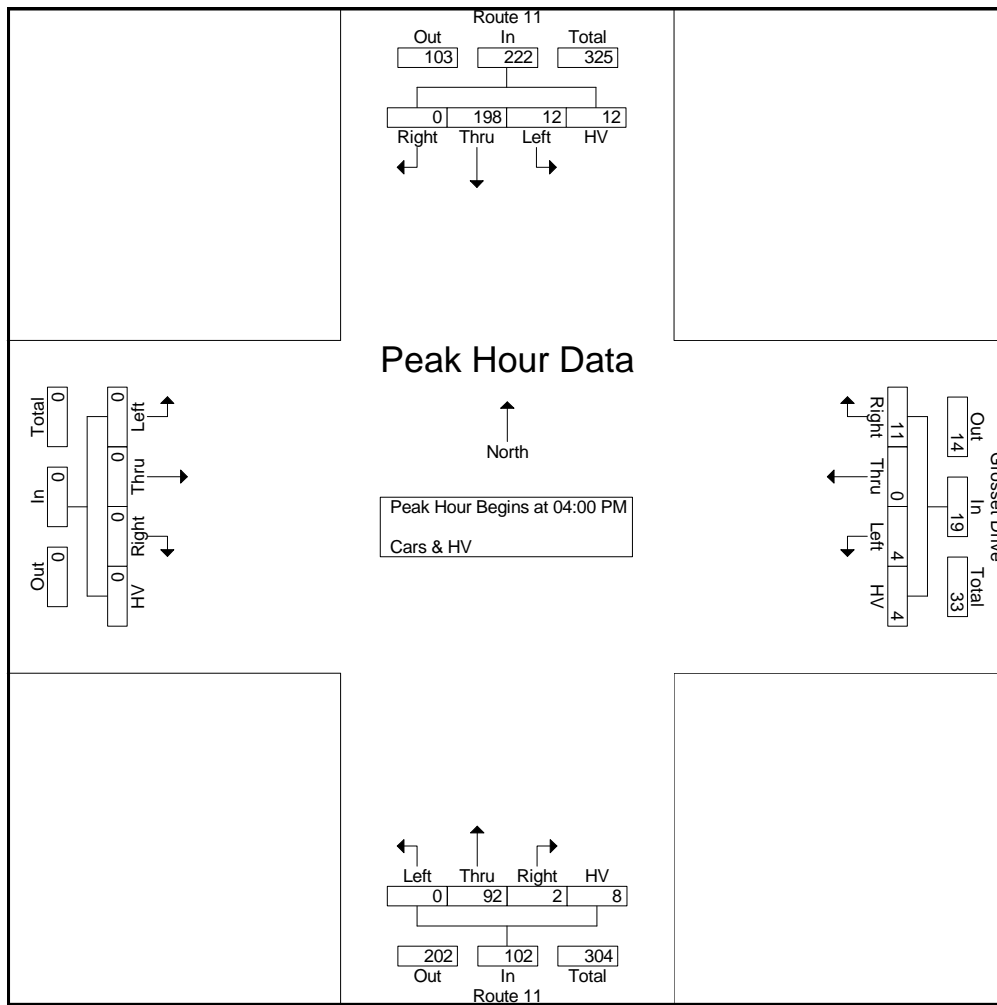 Route 11
Out In Total
103 222 325
0 198 12 12
Right Thru Left HV
Peak Hour Data
North
Peak Hour Begins at 04:00 PM
Cars & HV
Total In Out
0 0 0
0 0 0 0
Left Thru Right HV
Right Thru Left HV
11 0 4 4
14 19 33
Out In Total
Grosset Drive
Left Thru Right HV
0 92 2 8
202 102 304
Out In Total
Route 11